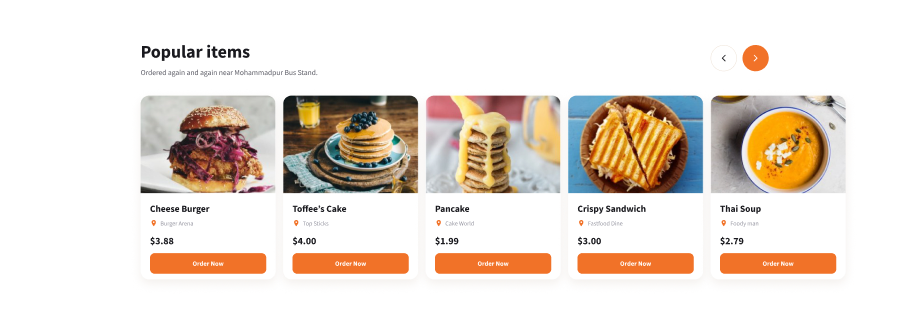 Popular items
Ordered again and again near Mohammadpur Bus Stand.
Cheese Burger
Burger Arena
$3.88
Order Now
Toffee's Cake
Top Sticks
$4.00
Order Now
Pancake
Cake World
$1.99
Order Now
Crispy Sandwich
Fastfood Dine
$3.00
Order Now
Thai Soup
Foody man
$2.79
Order Now